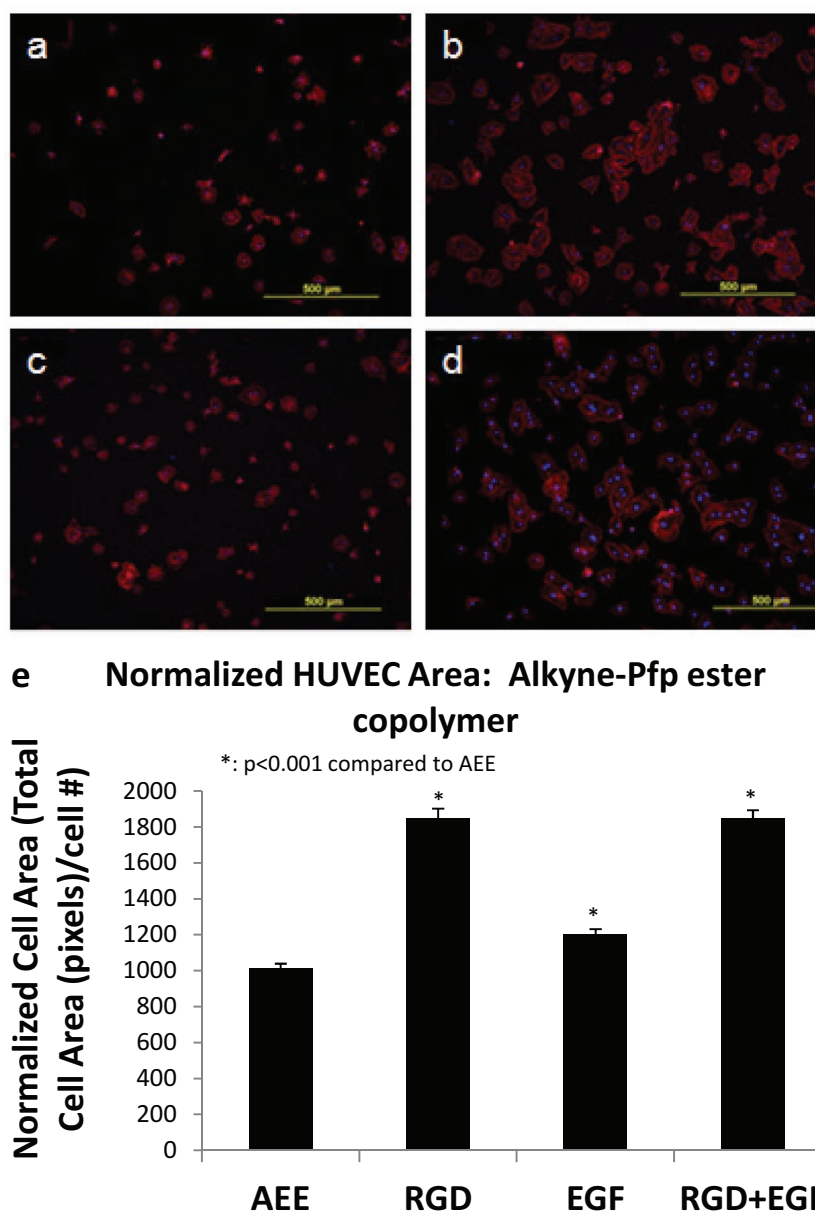 a
b
500 µm
500 µm
c
d
500 µm
500 µm
e Normalized HUVEC Area: Alkyne-Pfp ester
copolymer
*: p<0.001 compared to AEE
Normalized Cell Area (Total
Cell Area (pixels)/cell #)
2000
1800
1600
1400
1200
1000
800
600
400
200
0
*
*
*
AEE RGD EGF RGD+EGI